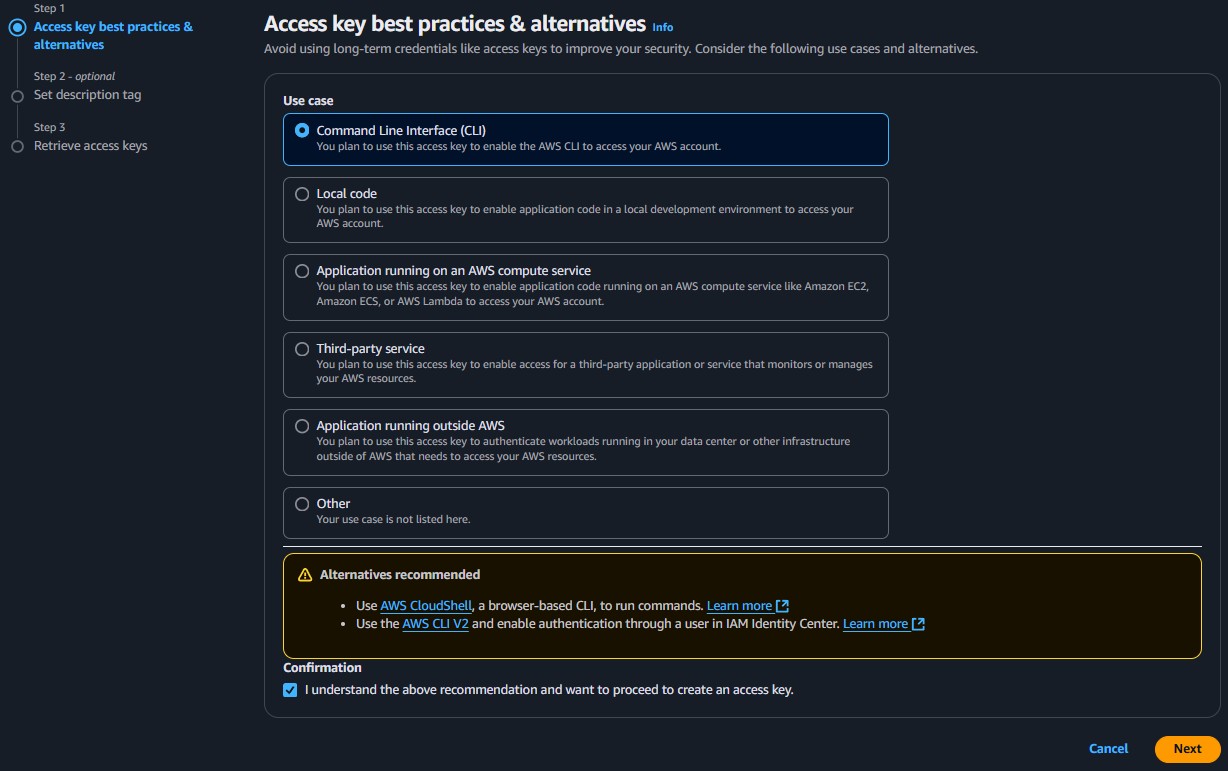 Step 1
Access key best practices &
alternatives
Step 2 - optional
Set description tag
Step 3
Retrieve access keys
Access key best practices & alternatives Info
Avoid using long-term credentials like access keys to improve your security. Consider the following use cases and alternatives.
Use case
Command Line Interface (CLI)
You plan to use this access key to enable the AWS CLI to access your AWS account.
Local code
You plan to use this access key to enable application code in a local development environment to access your
AWS account.
Application running on an AWS compute service
You plan to use this access key to enable application code running on an AWS compute service like Amazon EC2,
Amazon ECS, or AWS Lambda to access your AWS account.
Third-party service
You plan to use this access key to enable access for a third-party application or service that monitors or manages
your AWS resources.
Application running outside AWS
You plan to use this access key to authenticate workloads running in your data center or other infrastructure
outside of AWS that needs to access your AWS resources.
Other
Your use case is not listed here.
Alternatives recommended
• Use AWS CloudShell, a browser-based CLI, to run commands. Learn more
• Use the AWS CLI V2 and enable authentication through a user in IAM Identity Center. Learn more
Confirmation
I understand the above recommendation and want to proceed to create an access key.
Cancel
Next